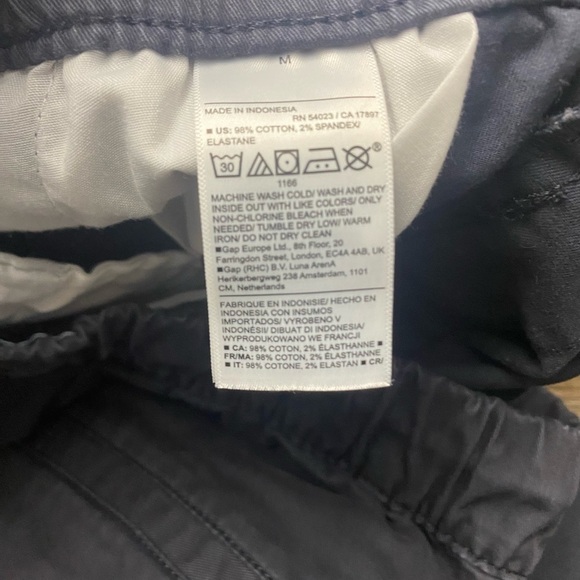 M
MADE IN INDONESIA
RN 54023 / CA 17897
■ US: 98% COTTON, 2% SPANDEX/
ELASTANE
30
®
1166
MACHINE WASH COLD/ WASH AND DRY
INSIDE OUT WITH LIKE COLORS/ ONLY
NON-CHLORINE BLEACH WHEN
NEEDED/ TUMBLE DRY LOW/ WARM
IRON/ DO NOT DRY CLEAN
■Gap Europe Ltd., 8th Floor, 20
Farringdon Street, London, EC4A 4AB, UK
■Gap (RHC) B.V. Luna ArenA
Herikerbergweg 238 Amsterdam, 1101
CM, Netherlands
FABRIQUE EN INDONISIE/ HECHO EN
INDONESIA CON INSUMOS
IMPORTADOS/ VYROBENO V
INDONÉSII/ DIBUAT DI INDONESIA/
WYPRODUKOWANO WE FRANCJI
■ CA: 98% COTON, 2% ÉLASTHANNE ■
FR/MA: 98% COTON, 2% ÉLASTHANNE
■ IT: 98% COTONE, 2% ELASTAN ■ CR/